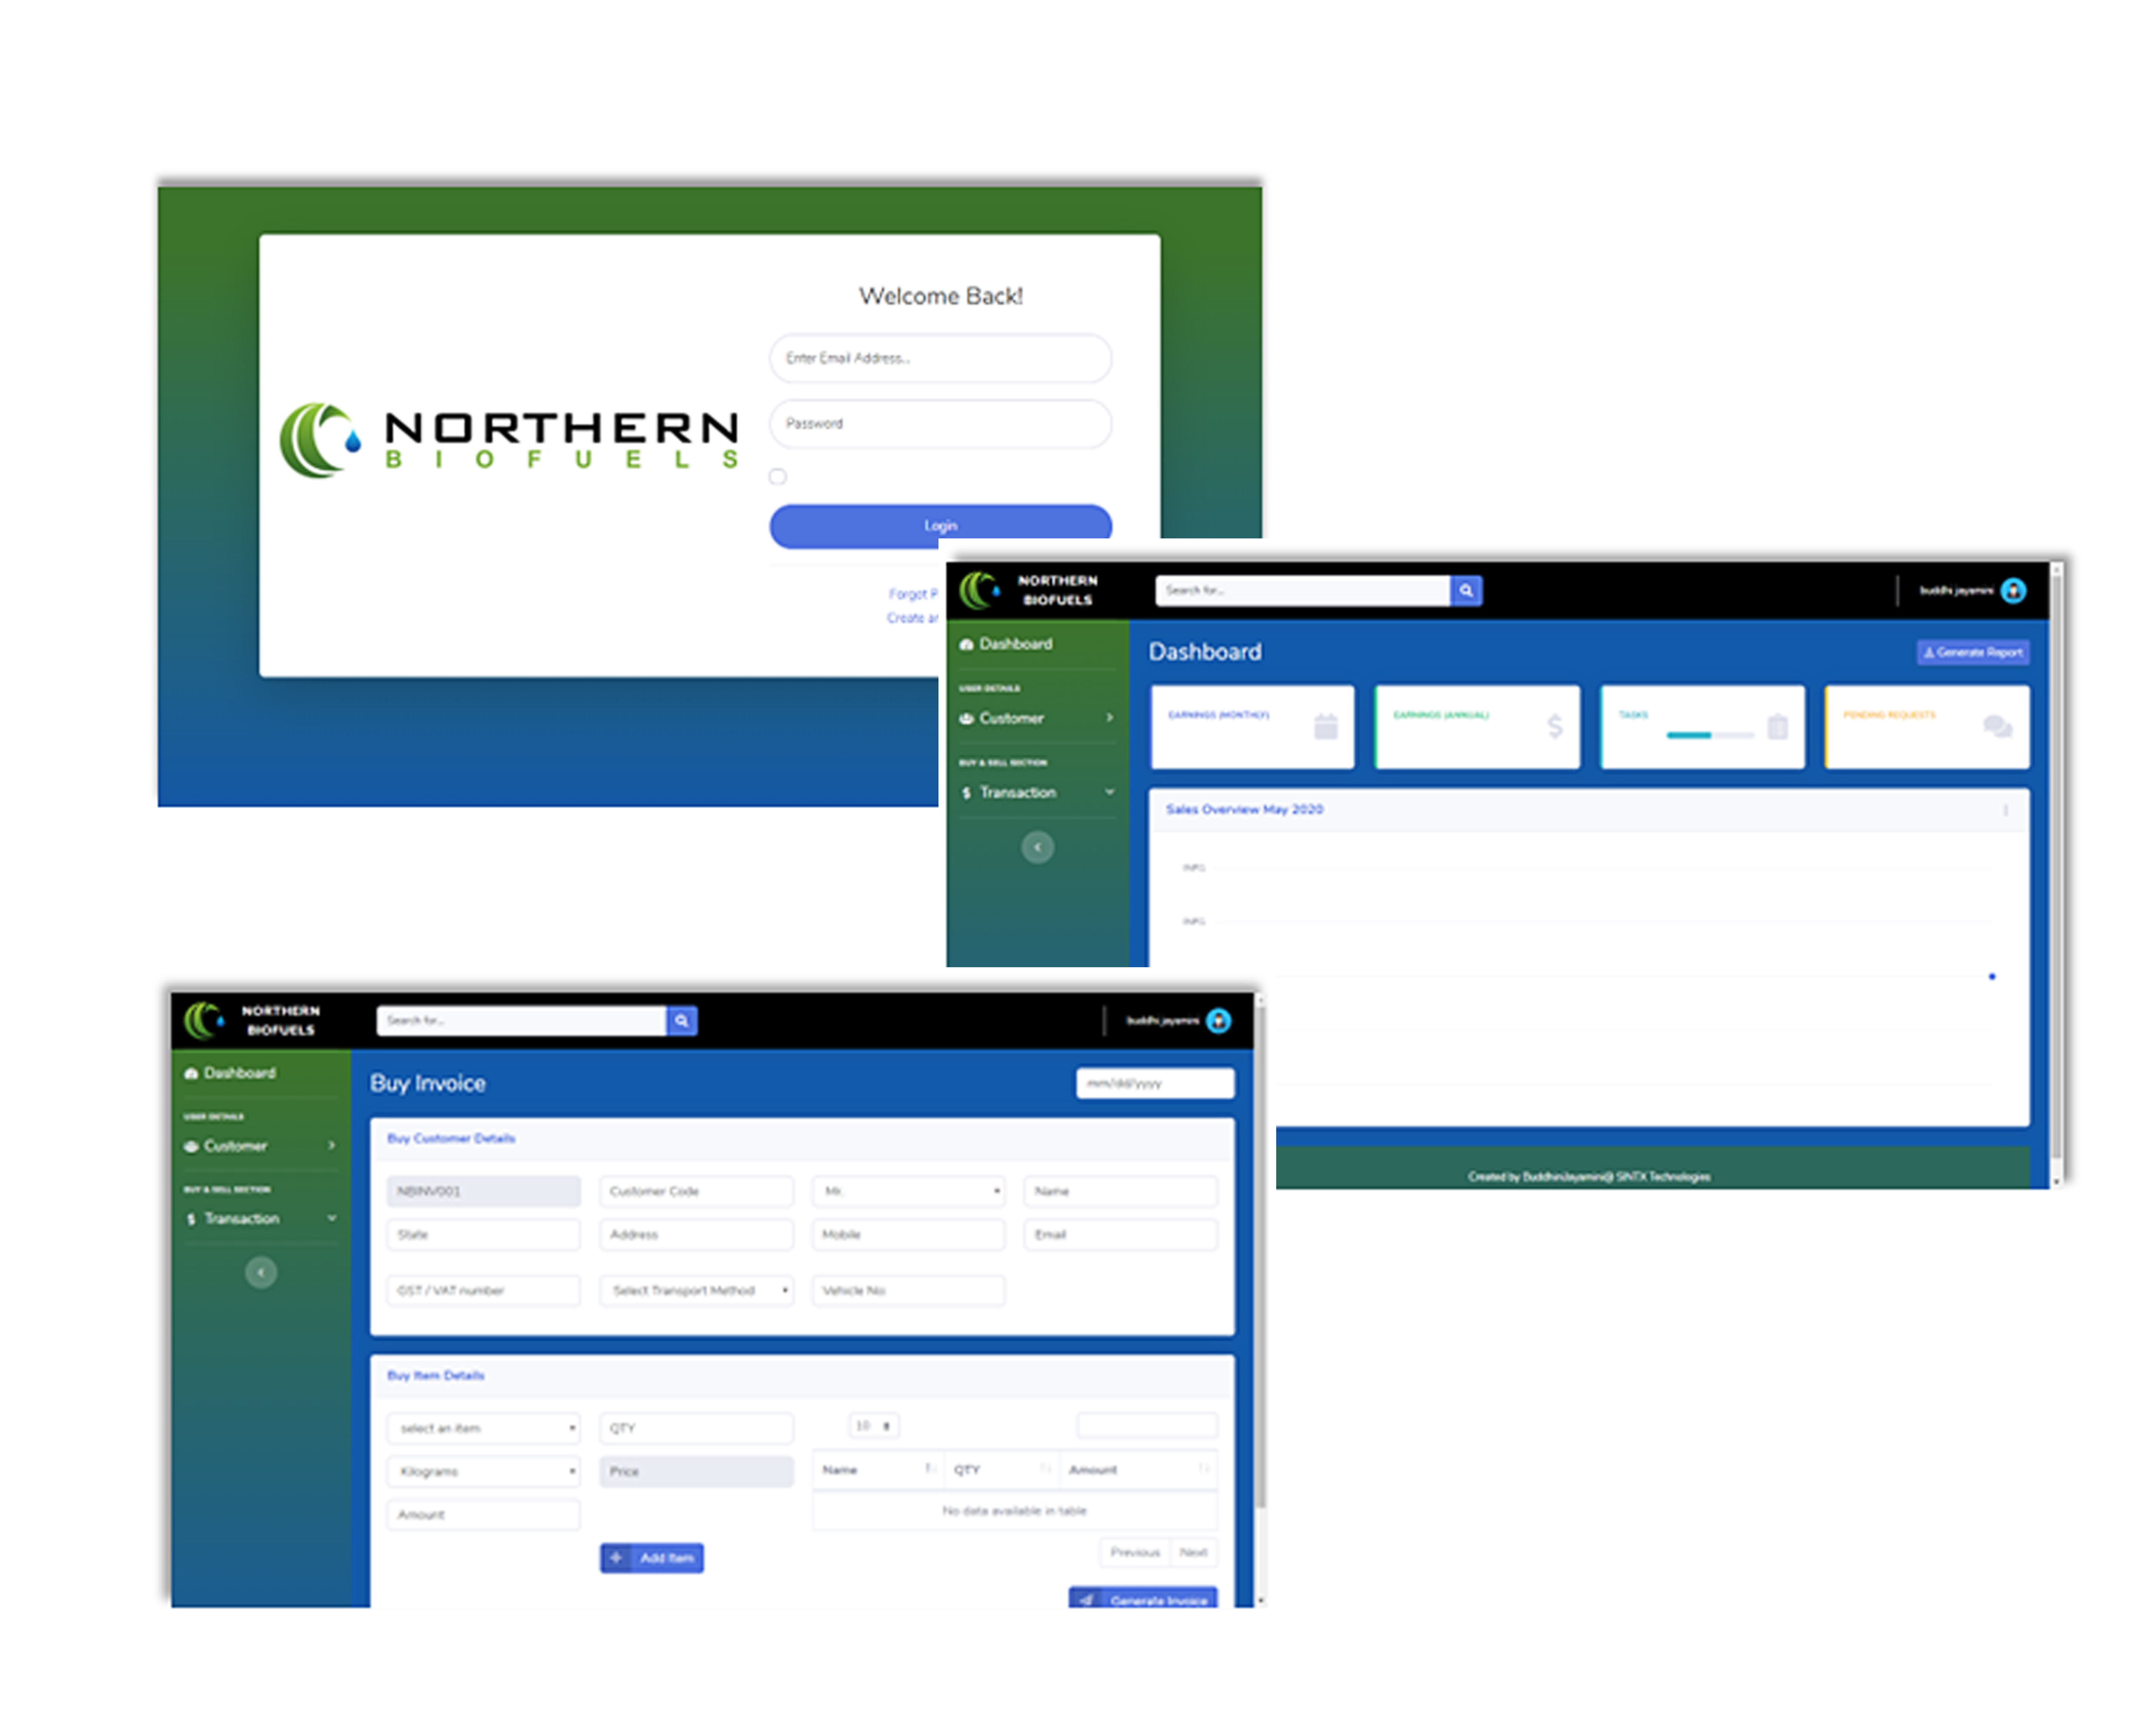 Welcome Back!
Enter Email Address...
Password
NORTHERN
BIOFUELS
Login
Forgot P
Create an
NORTHERN
BIOFUELS
Search for...
buddhi jayamini
Dashboard
USER DETAILS
Customer
BUY & SELL SECTION
Transaction
Dashboard
Generate Report
EARNINGS (MONTHLY)
EARNINGS (ANNUAL)
TASKS
PENDING REQUESTS
Sales Overview May 2020
Created by BuddhiniJayamini@ SINTX Technologies
NORTHERN
BIOFUELS
Search for...
buddhi jayamini
Dashboard
USER DETAILS
Customer
BUY & SELL SECTION
Transaction
Buy Invoice
mm/dd/yyyy
Buy Customer Details
NBINV001
Customer Code
Mr.
Name
State
Address
Mobile
Email
GST / VAT number
Select Transport Method
Vehicle No
Buy Item Details
select an item
QTY
10
Kilograms
Price
Name
QTY
Amount
Amount
No data available in table
Previous
Next
Add Item
Generate Invoice